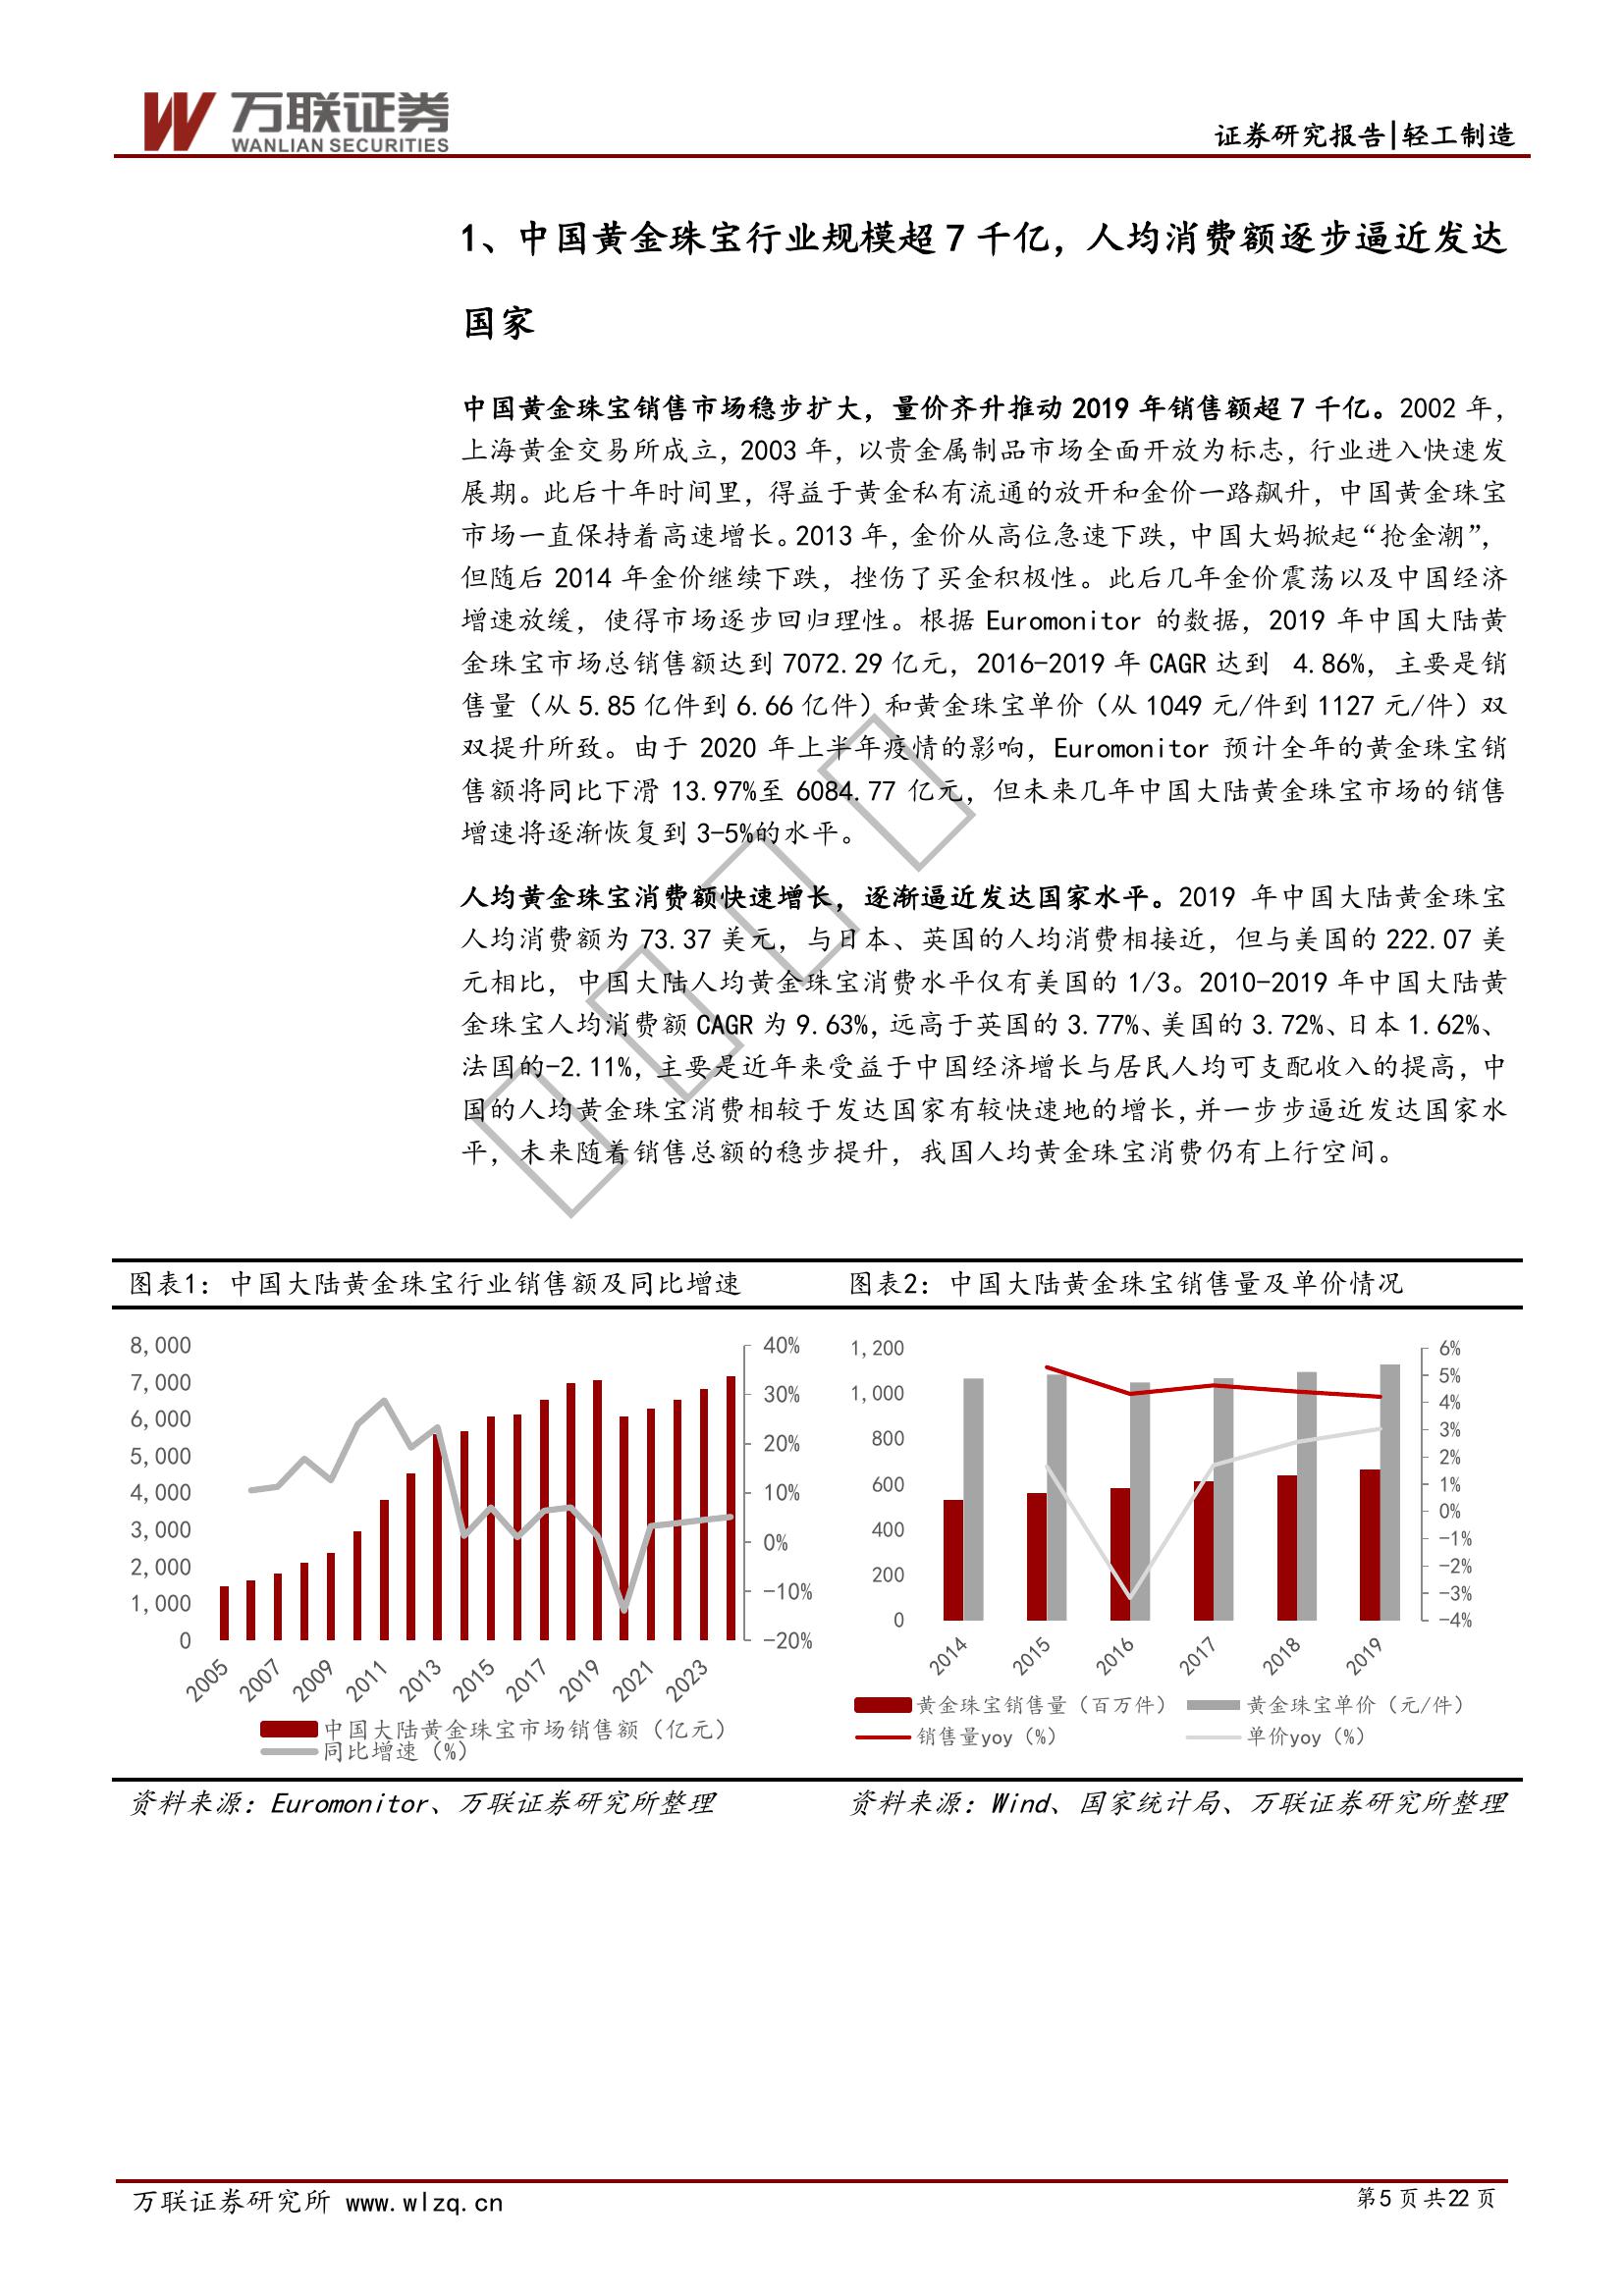 万联证券
WANLIAN SECURITIES
证券研究报告|轻工制造
1、中国黄金珠宝行业规模超 7 千亿，人均消费额逐步逼近发达
国家
中国黄金珠宝销售市场稳步扩大，量价齐升推动 2019 年销售额超 7 千亿。2002 年，
上海黄金交易所成立，2003 年，以贵金属制品市场全面开放为标志，行业进入快速发
展期。此后十年时间里，得益于黄金私有流通的放开和金价一路飙升，中国黄金珠宝
市场一直保持着高速增长。2013 年，金价从高位急速下跌，中国大妈掀起“抢金潮”，
但随后 2014 年金价继续下跌，挫伤了买金积极性。此后几年金价震荡以及中国经济
增速放缓，使得市场逐步回归理性。根据 Euromonitor 的数据，2019 年中国大陆黄
金珠宝市场总销售额达到 7072.29 亿元，2016-2019 年 CAGR 达到 4.86%，主要是销
售量（从 5.85 亿件到 6.66 亿件）和黄金珠宝单价（从 1049 元/件到 1127 元/件）双
双提升所致。由于 2020 年上半年疫情的影响，Euromonitor 预计全年的黄金珠宝销
售额将同比下滑 13.97%至 6084.77 亿元，但未来几年中国大陆黄金珠宝市场的销售
增速将逐渐恢复到 3-5%的水平。
人均黄金珠宝消费额快速增长，逐渐逼近发达国家水平。2019 年中国大陆黄金珠宝
人均消费额为 73.37 美元，与日本、英国的人均消费相接近，但与美国的 222.07 美
元相比，中国大陆人均黄金珠宝消费水平仅有美国的 1/3。2010-2019 年中国大陆黄
金珠宝人均消费额 CAGR 为 9.63%，远高于英国的 3.77%、美国的 3.72%、日本 1.62%、
法国的-2.11%，主要是近年来受益于中国经济增长与居民人均可支配收入的提高，中
国的人均黄金珠宝消费相较于发达国家有较快速地的增长，并一步步逼近发达国家水
平，未来随着销售总额的稳步提升，我国人均黄金珠宝消费仍有上行空间。
图表1：中国大陆黄金珠宝行业销售额及同比增速
8,000
7,000
6,000
5,000
4,000
3,000
2,000
1,000
0
40%
30%
20%
10%
0%
-10%
-20%
2005 2007 2009 2011 2013 2015 2017 2019 2021 2023
中国大陆黄金珠宝市场销售额（亿元）
同比增速（%）
资料来源：Euromonitor、万联证券研究所整理
图表2：中国大陆黄金珠宝销售量及单价情况
1,200
1,000
800
600
400
200
0
6%
5%
4%
3%
2%
1%
0%
-1%
-2%
-3%
-4%
2014 2015 2016 2017 2018 2019
黄金珠宝销售量（百万件） 黄金珠宝单价（元/件）
销售量yoy（%） 单价yoy（%）
资料来源：Wind、国家统计局、万联证券研究所整理
万联证券研究所 www.wlzq.cn
第5 页 共22 页